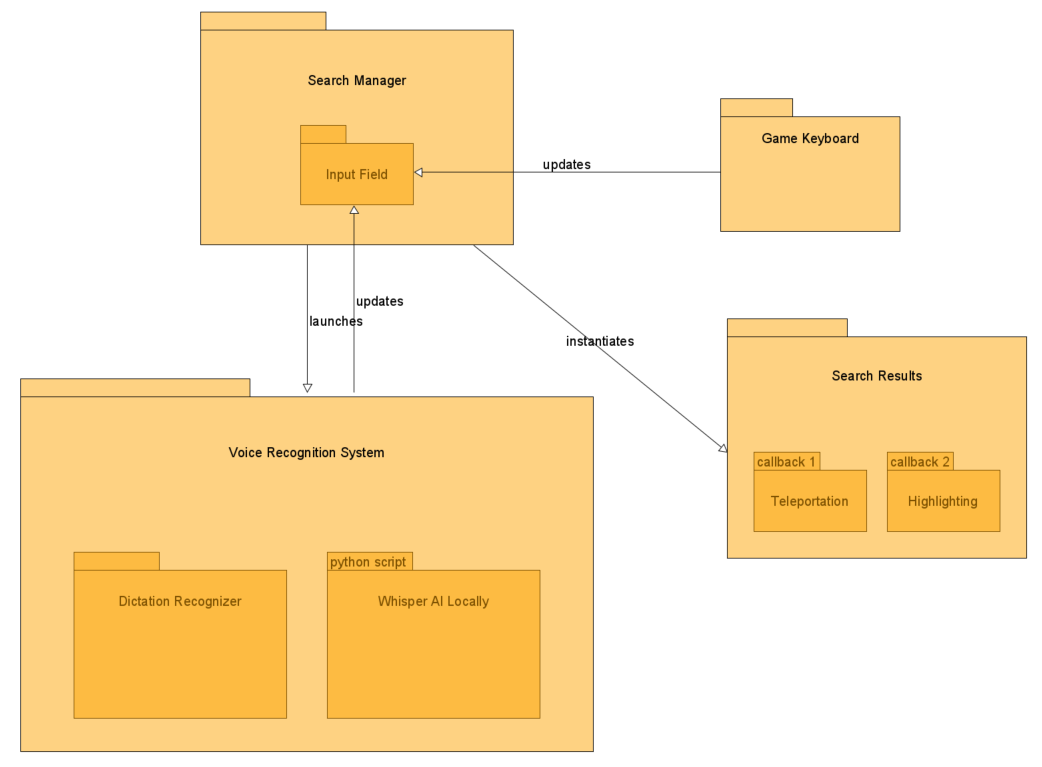 Search Manager
Input Field
Game Keyboard
updates
updates
launches
instantiates
Search Results
callback 1
Teleportation
callback 2
Highlighting
Voice Recognition System
Dictation Recognizer
python script
Whisper AI Locally